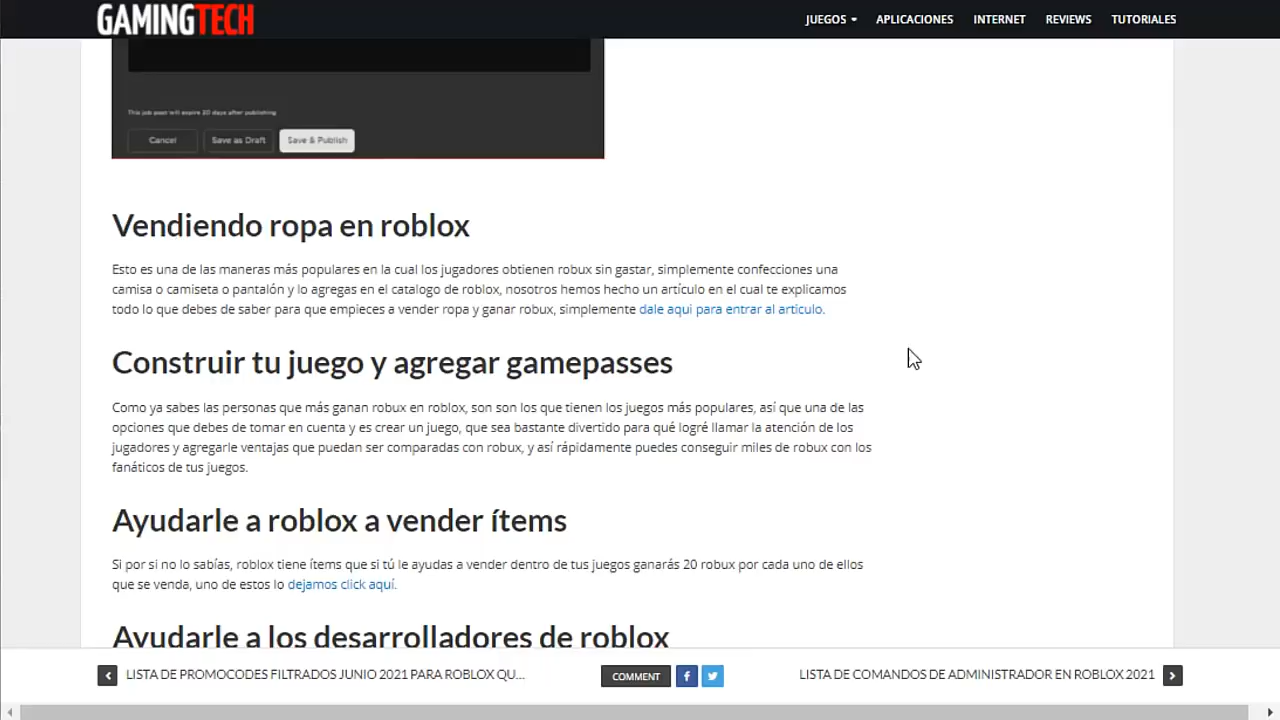 GAMINGTECH
JUEGOS
APLICACIONES
INTERNET
REVIEWS
TUTORIALES
This job post will expire 20 days after publishing
Cancel
Save as Draft
Save & Publish
Vendiendo ropa en roblox
Esto es una de las maneras más populares en la cual los jugadores obtienen robux sin gastar, simplemente confecciones una
camisa o camiseta o pantalón y lo agregas en el catalogo de roblox, nosotros hemos hecho un artículo en el cual te explicamos
todo lo que debes de saber para que empieces a vender ropa y ganar robux, simplemente dale aqui para entrar al articulo.
Construir tu juego y agregar gamepasses
Como ya sabes las personas que más ganan robux en roblox, son son los que tienen los juegos más populares, así que una de las
opciones que debes de tomar en cuenta y es crear un juego, que sea bastante divertido para qué logré llamar la atención de los
jugadores y agregarle ventajas que puedan ser comparadas con robux, y así rápidamente puedes conseguir miles de robux con los
fanáticos de tus juegos.
Ayudarle a roblox a vender ítems
Si por si no lo sabías, roblox tiene ítems que si tú le ayudas a vender dentro de tus juegos ganarás 20 robux por cada uno de ellos
que se venda, uno de estos lo dejamos click aquí.
Ayudarle a los desarrolladores de roblox
LISTA DE PROMOCODES FILTRADOS JUNIO 2021 PARA ROBLOX QU...
COMMENT
LISTA DE COMANDOS DE ADMINISTRADOR EN ROBLOX 2021